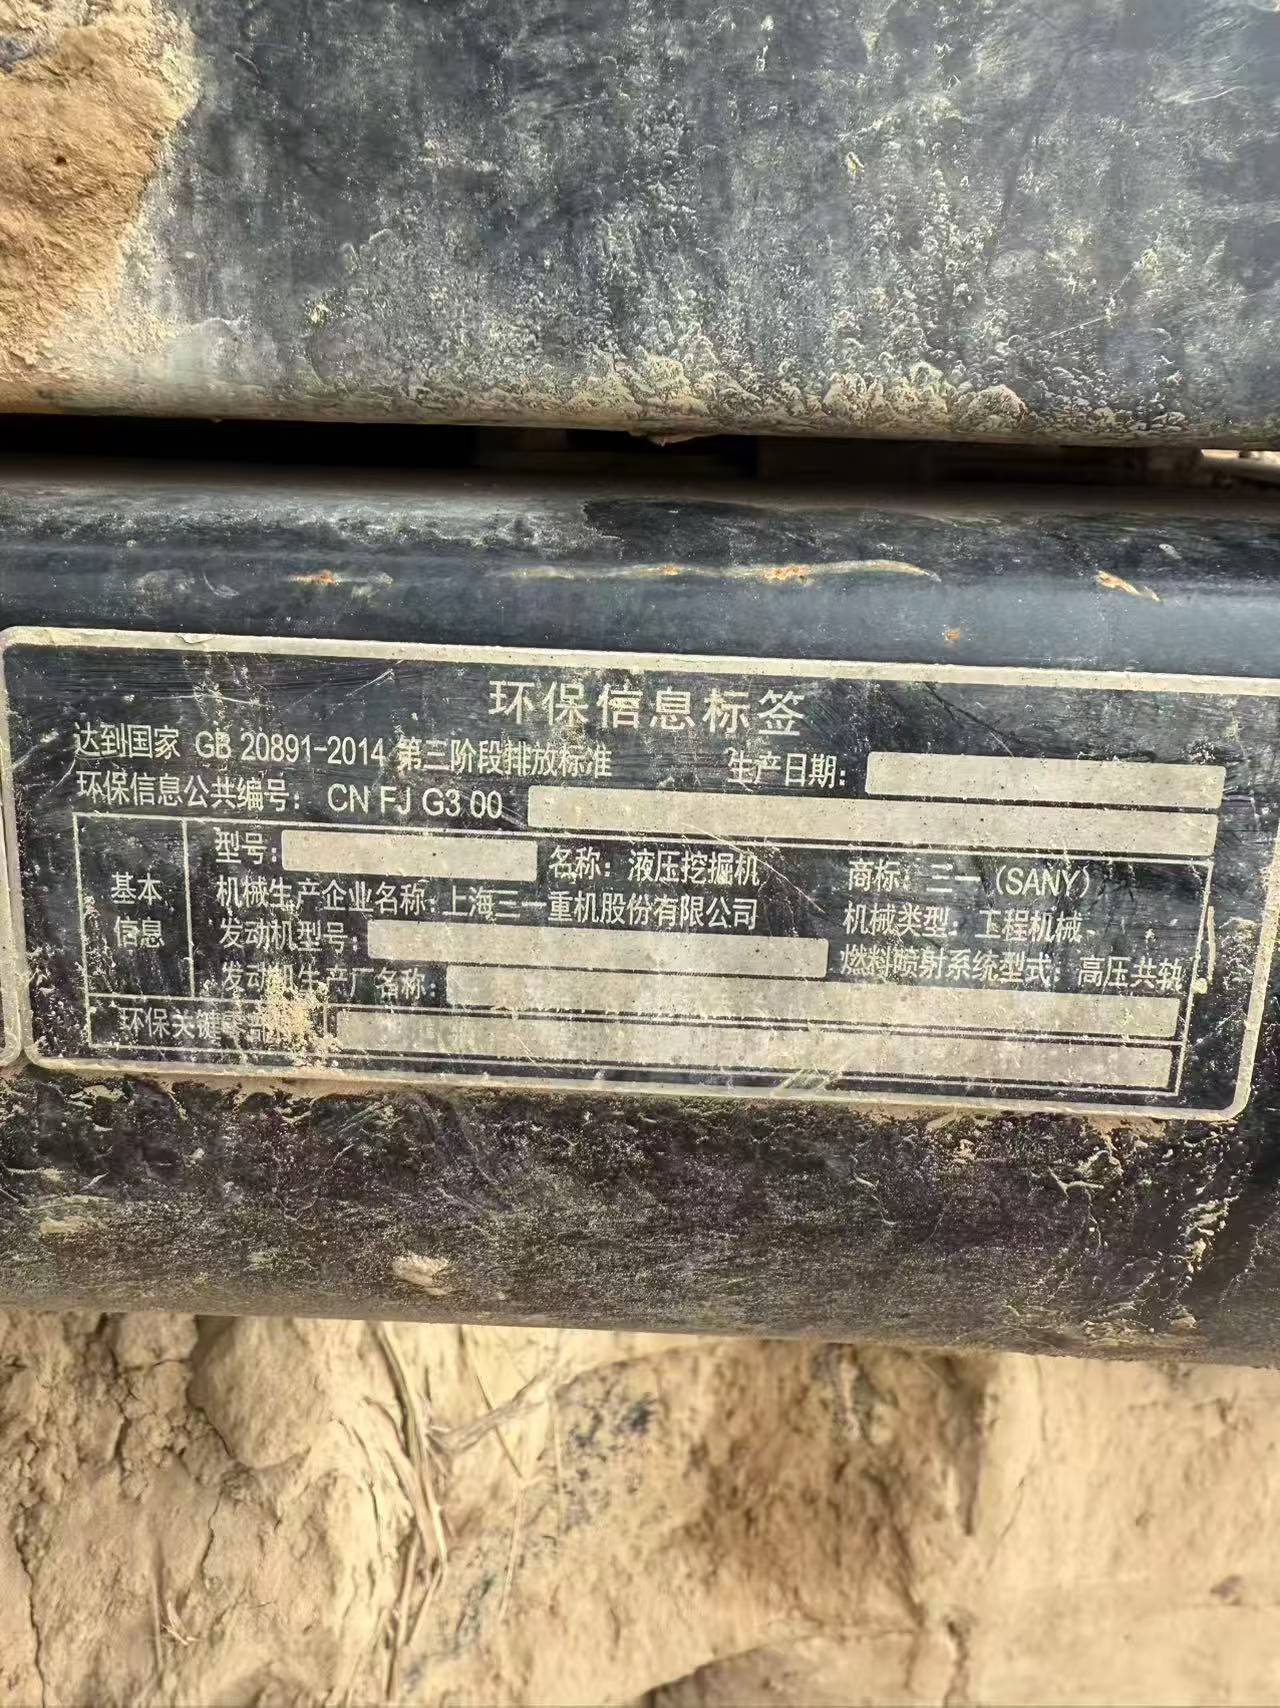 环保信息标签
达到国家 GB 20891-2014 第三阶段排放标准 生产日期:
环保信息公共编号: CN FJ G3 00
基本信息
型号: 名称: 液压挖掘机 商标: 三一 (SANY)
机械生产企业名称: 上海三一重机股份有限公司 机械类型: 工程机械
发动机型号: 燃料喷射系统型式: 高压共轨
发动机生产厂名称:
环保关键零